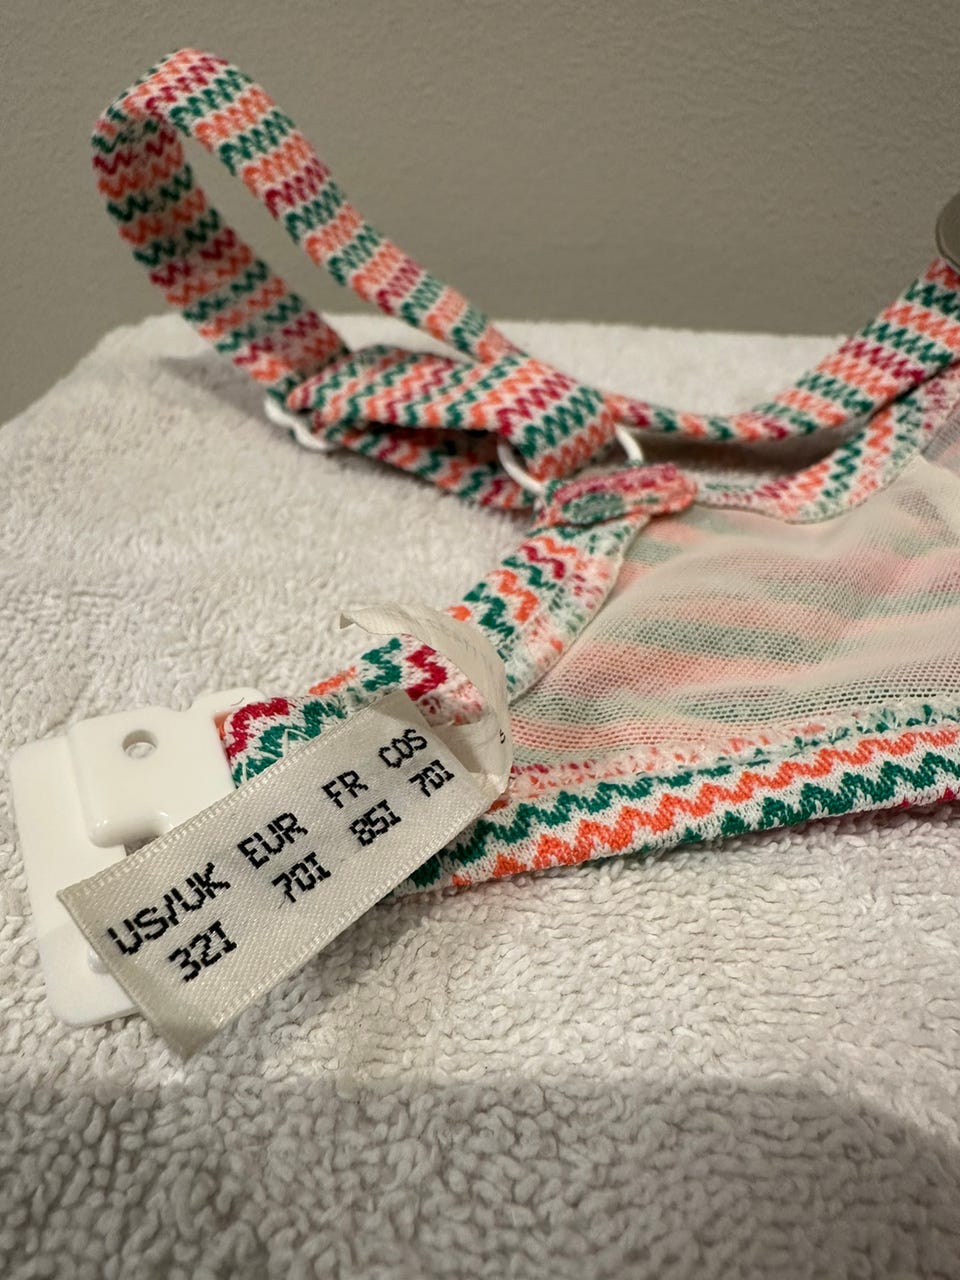 US/UK EUR FR COS
32I 70I 85I 70I